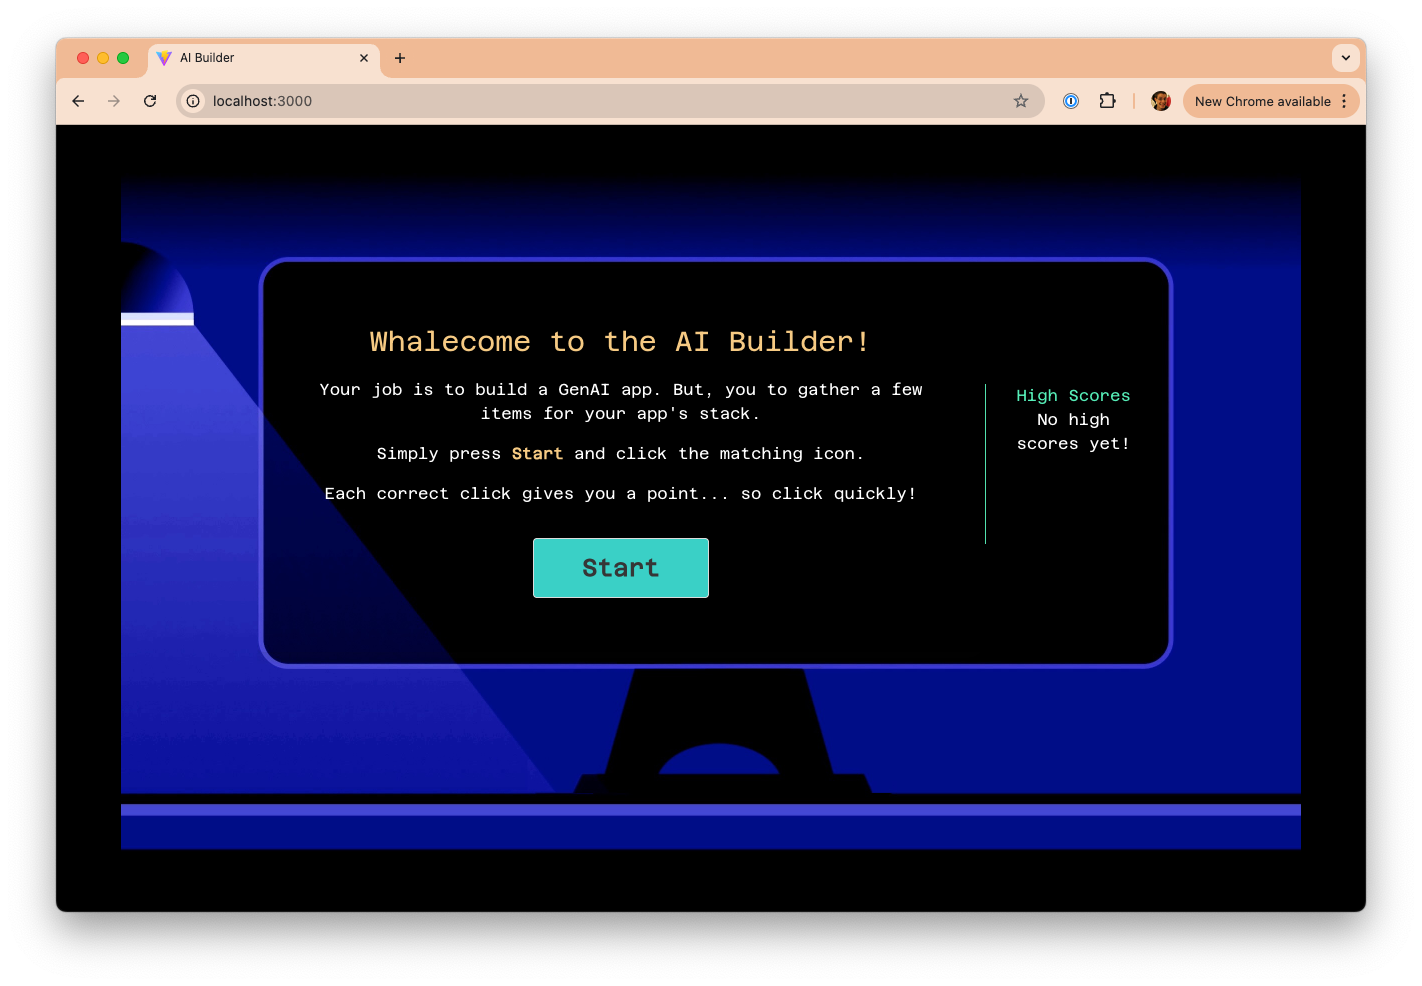 AI Builder
localhost:3000
New Chrome available
Whalecome to the AI Builder!
Your job is to build a GenAI app. But, you to gather a few
items for your app's stack.
Simply press Start and click the matching icon.
Each correct click gives you a point... so click quickly!
Start
High Scores
No high
scores yet!